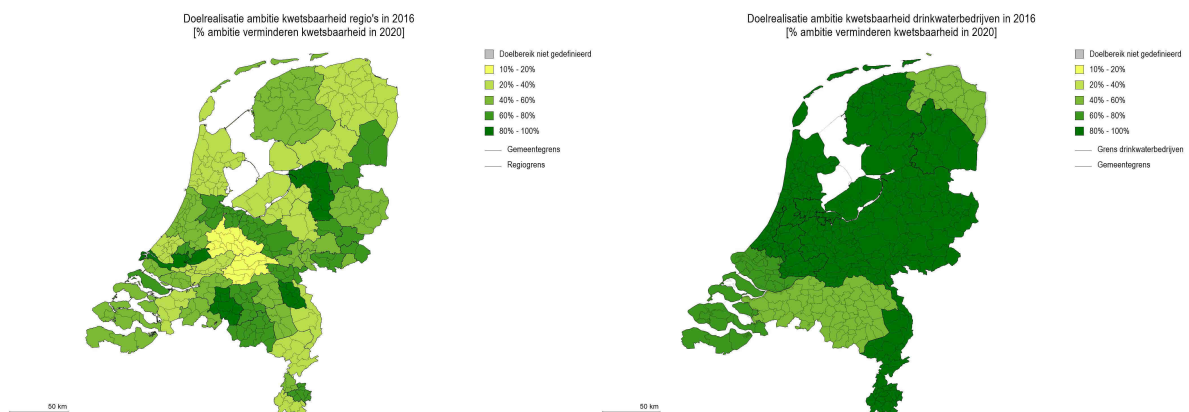 Doelrealisatie ambitie kwetsbaarheid regio's in 2016
[% ambitie verminderen kwetsbaarheid in 2020]
Doelbereik niet gedefinieerd
10% - 20%
20% - 40%
40% - 60%
60% - 80%
80% - 100%
Gemeentegrens
Regiogrens
50 km
Doelrealisatie ambitie kwetsbaarheid drinkwaterbedrijven in 2016
[% ambitie verminderen kwetsbaarheid in 2020]
Doelbereik niet gedefinieerd
10% - 20%
20% - 40%
40% - 60%
60% - 80%
80% - 100%
Grens drinkwaterbedrijven
Gemeentegrens
50 km